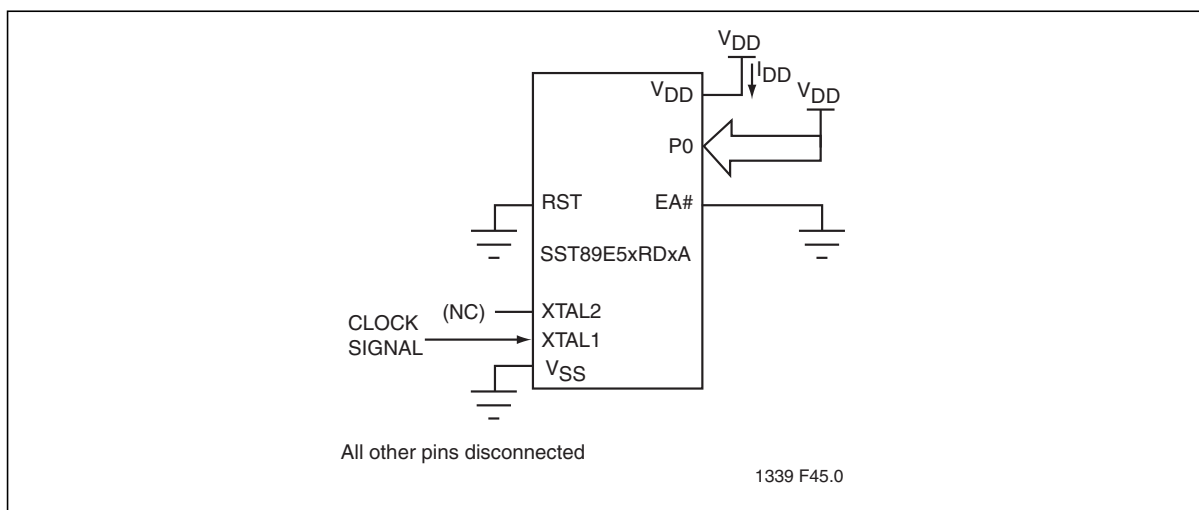 VDD
IDD
VDD
VDD
P0
RST
EA#
SST89E5xRDxA
(NC)
XTAL2
CLOCK
SIGNAL
XTAL1
VSS
All other pins disconnected
1339 F45.0